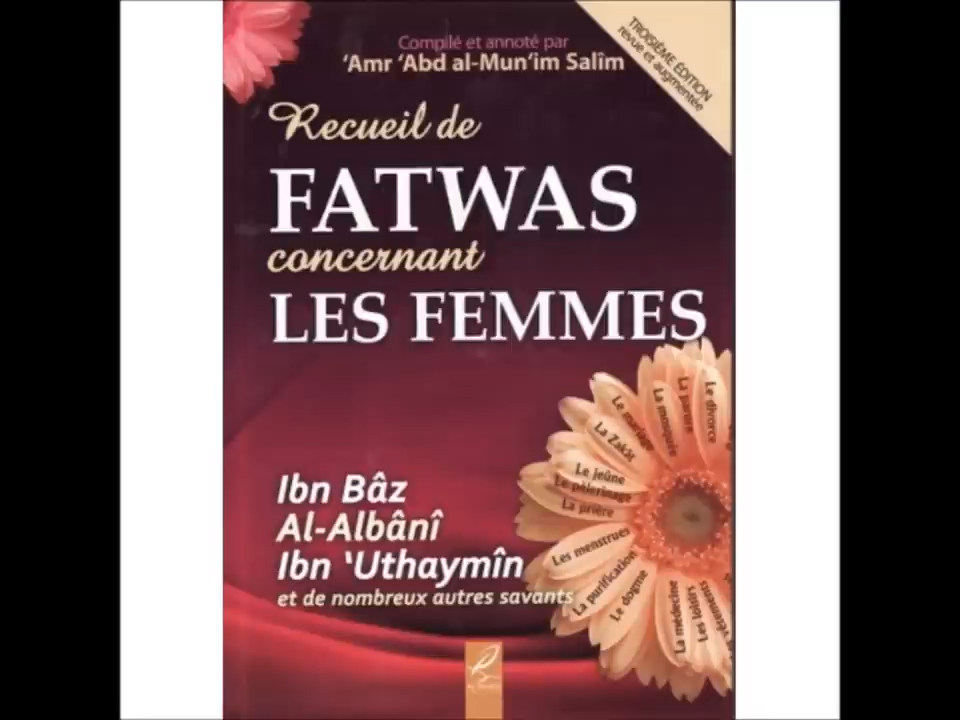 Compilé et annoté par
'Amr 'Abd al-Mun'im Salîm
TROISIÈME ÉDITION
revue et augmentée
Recueil de
FATWAS
concernant
LES FEMMES
Le divorce
La parure
La mosquée
Le mariage
La Zakât
Le jeûne
Le pèlerinage
La prière
Les menstrues
La purification
Le dogme
La médecine
Les loisirs
vêtements
Ibn Bâz
Al-Albânî
Ibn 'Uthaymîn
et de nombreux autres savants